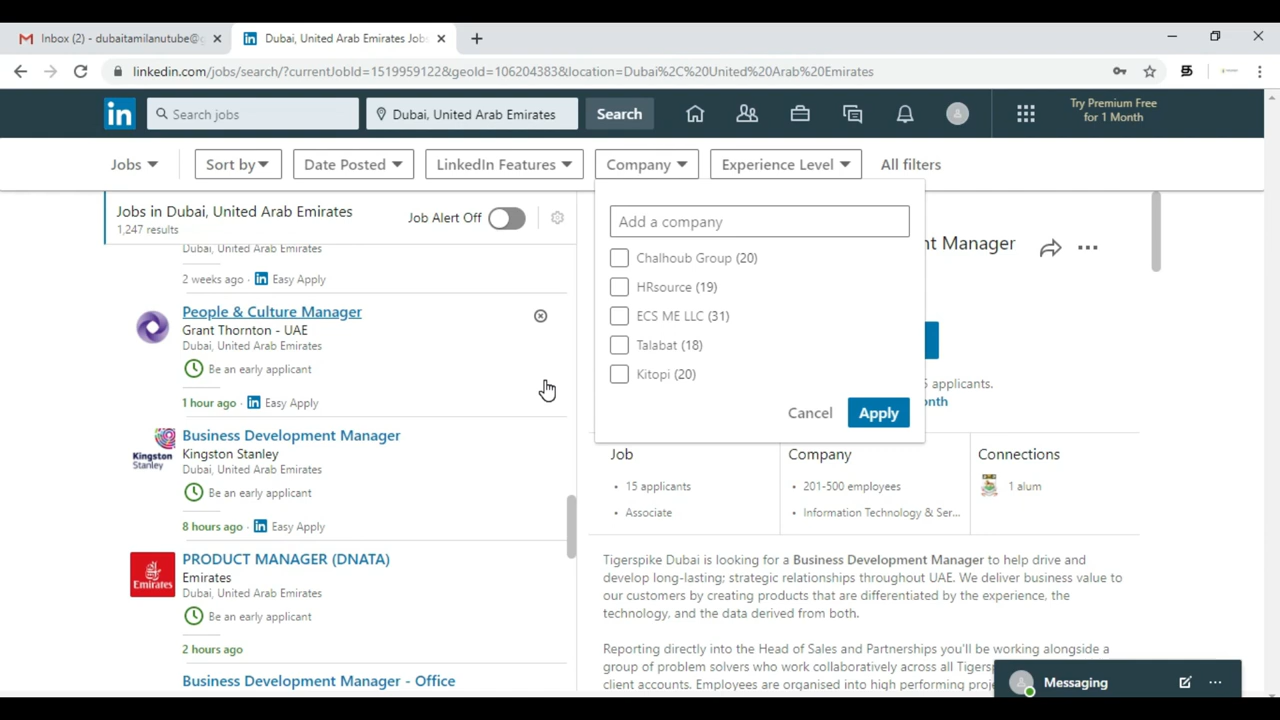 Inbox (2) - dubaitamilanutube@g
Dubai, United Arab Emirates Job
linkedin.com/jobs/search/?currentJobId=1519959122&geoId=106204383&location=Dubai%2C%20United%20Arab%20Emirates
in
Search jobs
Dubai, United Arab Emirates
Search
Try Premium Free
for 1 Month
Jobs
Sort by
Date Posted
LinkedIn Features
Company
Experience Level
All filters
Jobs in Dubai, United Arab Emirates
1,247 results
Job Alert Off
Dubai, United Arab Emirates
2 weeks ago · in Easy Apply
People & Culture Manager
Grant Thornton - UAE
Dubai, United Arab Emirates
Be an early applicant
1 hour ago · in Easy Apply
Kingston
Stanley
Business Development Manager
Kingston Stanley
Dubai, United Arab Emirates
Be an early applicant
8 hours ago · in Easy Apply
Emirates
PRODUCT MANAGER (DNATA)
Emirates
Dubai, United Arab Emirates
Be an early applicant
2 hours ago
Business Development Manager - Office
Add a company
Chalhoub Group (20)
HRsource (19)
ECS ME LLC (31)
Talabat (18)
Kitopi (20)
Cancel
Apply
nt Manager
applicants.
onth
Job
• 15 applicants
• Associate
Company
• 201-500 employees
• Information Technology & Ser...
Connections
1 alum
Tigerspike Dubai is looking for a Business Development Manager to help drive and
develop long-lasting; strategic relationships throughout UAE. We deliver business value to
our customers by creating products that are differentiated by the experience, the
technology, and the data derived from both.
Reporting directly into the Head of Sales and Partnerships you'll be working alongside a
group of problem solvers who work collaboratively across all Tigers
client accounts. Employees are organised into high performing proj
Messaging